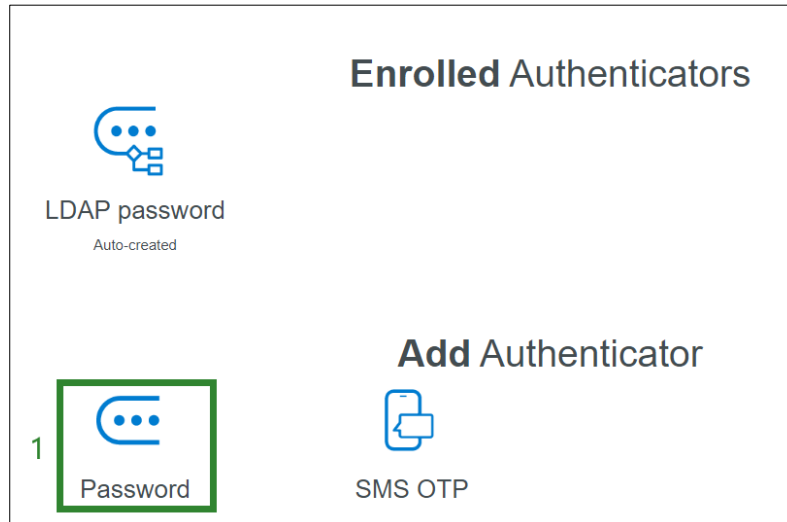 Enrolled Authenticators
LDAP password
Auto-created
Add Authenticator
1
Password
SMS OTP